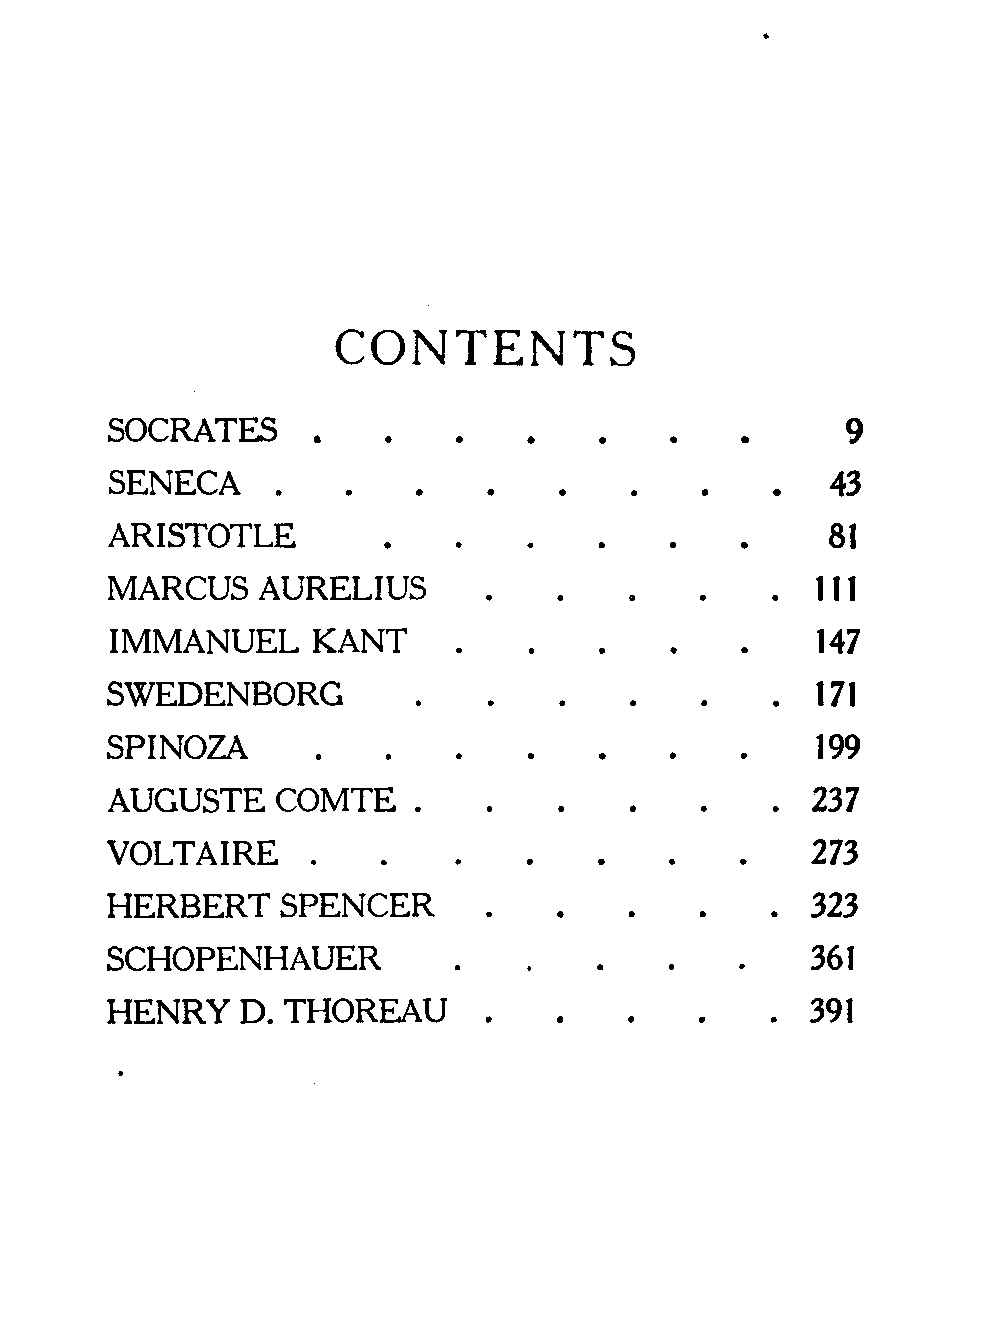 CONTENTS
SOCRATES . . . . . . . 9
SENECA . . . . . . . . 43
ARISTOTLE . . . . . . 81
MARCUS AURELIUS . . . . . 111
IMMANUEL KANT . . . . . 147
SWEDENBORG . . . . . . 171
SPINOZA . . . . . . . 199
AUGUSTE COMTE . . . . . . 237
VOLTAIRE . . . . . . . 273
HERBERT SPENCER . . . . . 323
SCHOPENHAUER . . . . . 361
HENRY D. THOREAU . . . . . 391